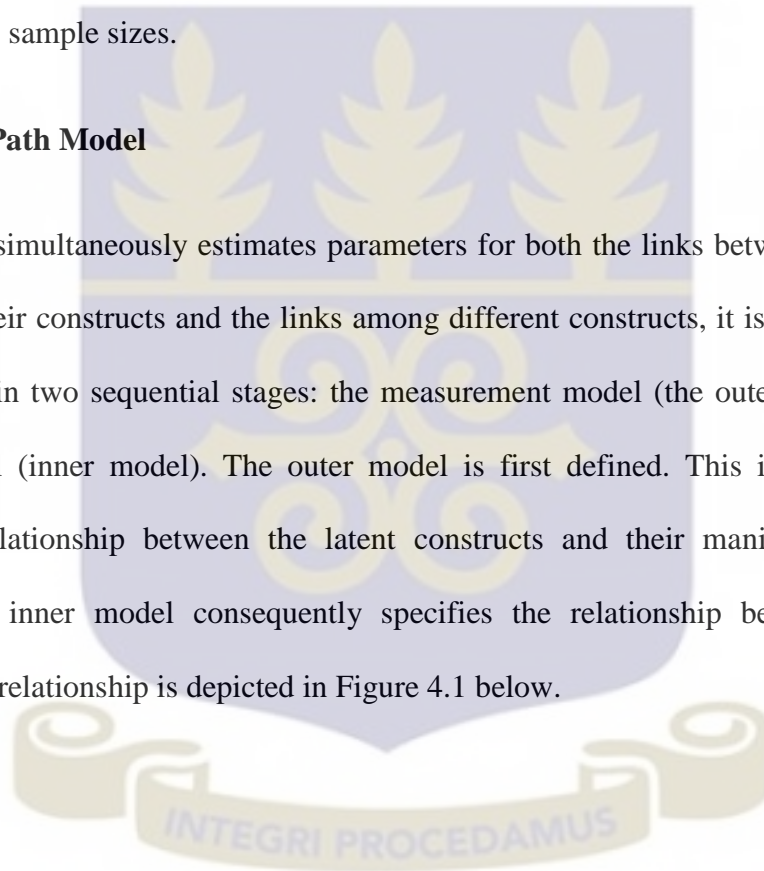 sample sizes.
Path Model
simultaneously estimates parameters for both the links betw
eir constructs and the links among different constructs, it is
in two sequential stages: the measurement model (the oute
(inner model). The outer model is first defined. This i
lationship between the latent constructs and their mani
inner model consequently specifies the relationship be
relationship is depicted in Figure 4.1 below.
INTEGRI PROCEDAMUS